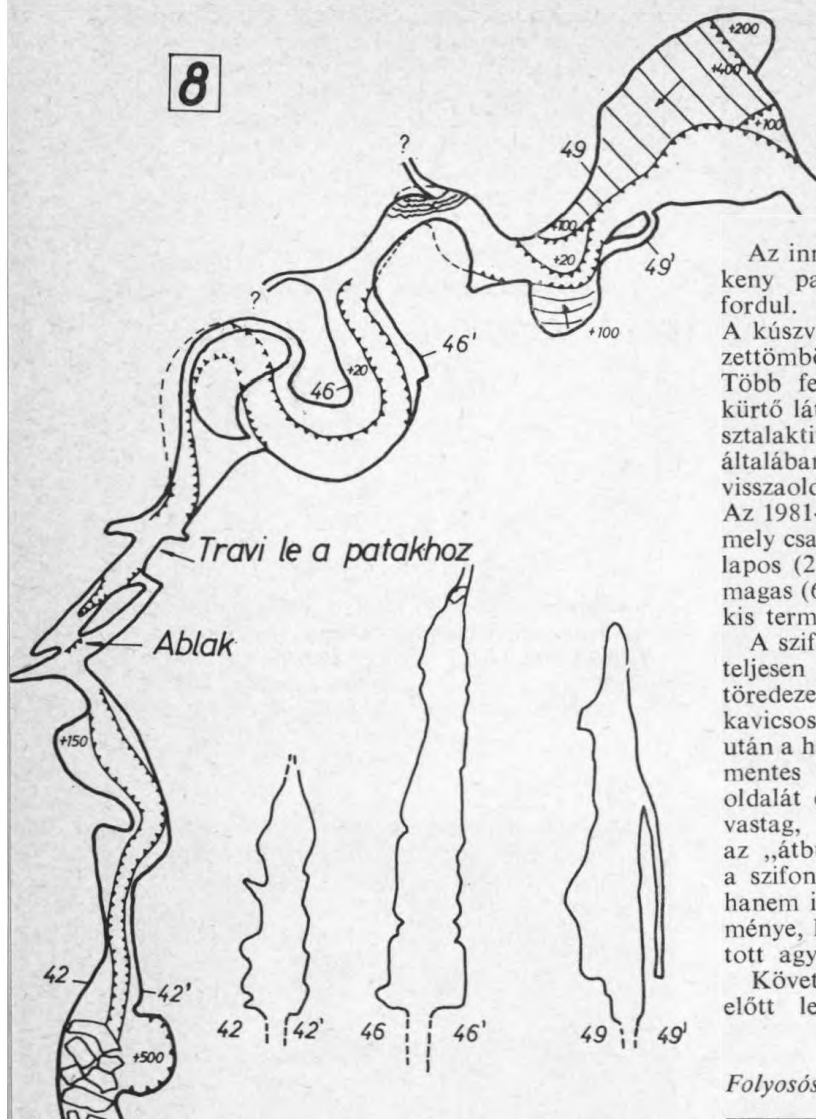 8
+200
+400
+100
49
?
+100
+20
49'
+100
?
46'
46
+20
Travi le a patakhoz
Ablak
+150
42
42'
+500
42
42'
46
46'
49
49'
Az inn
keny pa
fordul.
A kúszv
zettömbö
Több fe
kürtő lát
sztalakti
általában
visszaold
Az 1981-
mely csa
lapos (2
magas (6
kis term
A szif
teljesen
töredeze
kavicsos
után a h
mentes
oldalát
vastag,
az „átb
a szifon
hanem i
ménye,
tott agy
Követ
előtt le
Folyosós